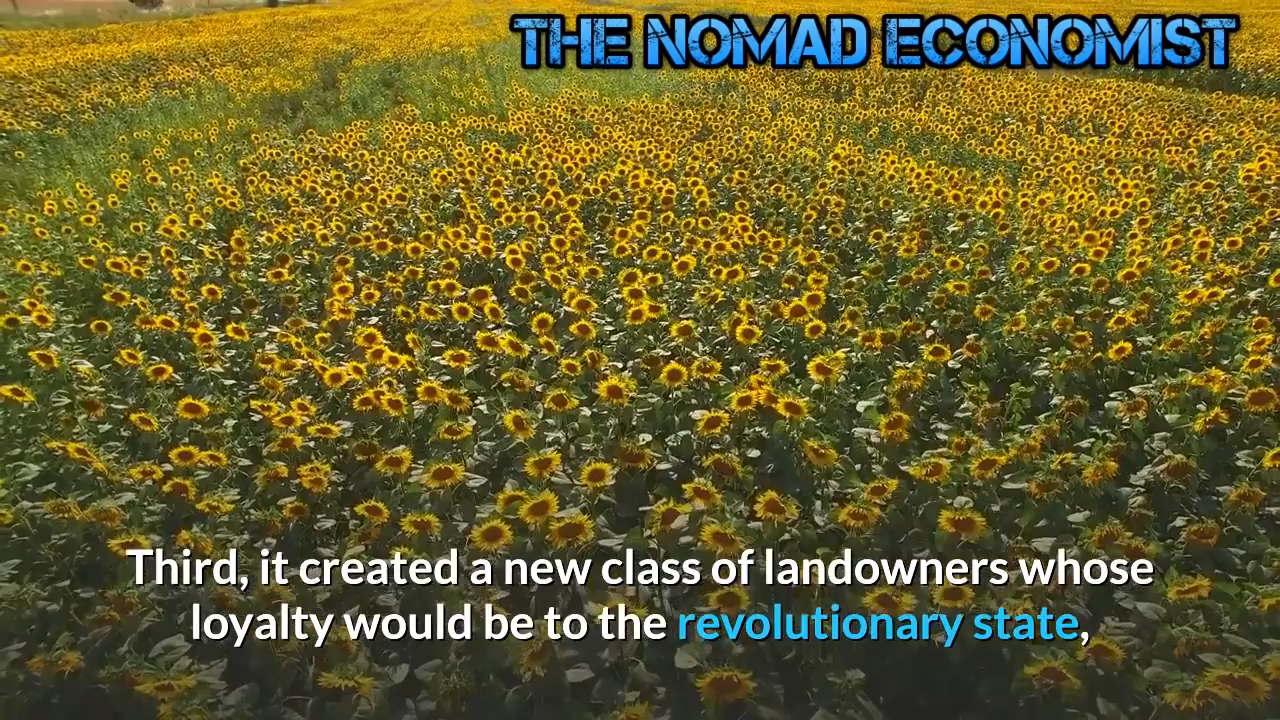 THE NOMAD ECONOMIST
Third, it created a new class of landowners whose
loyalty would be to the revolutionary state,